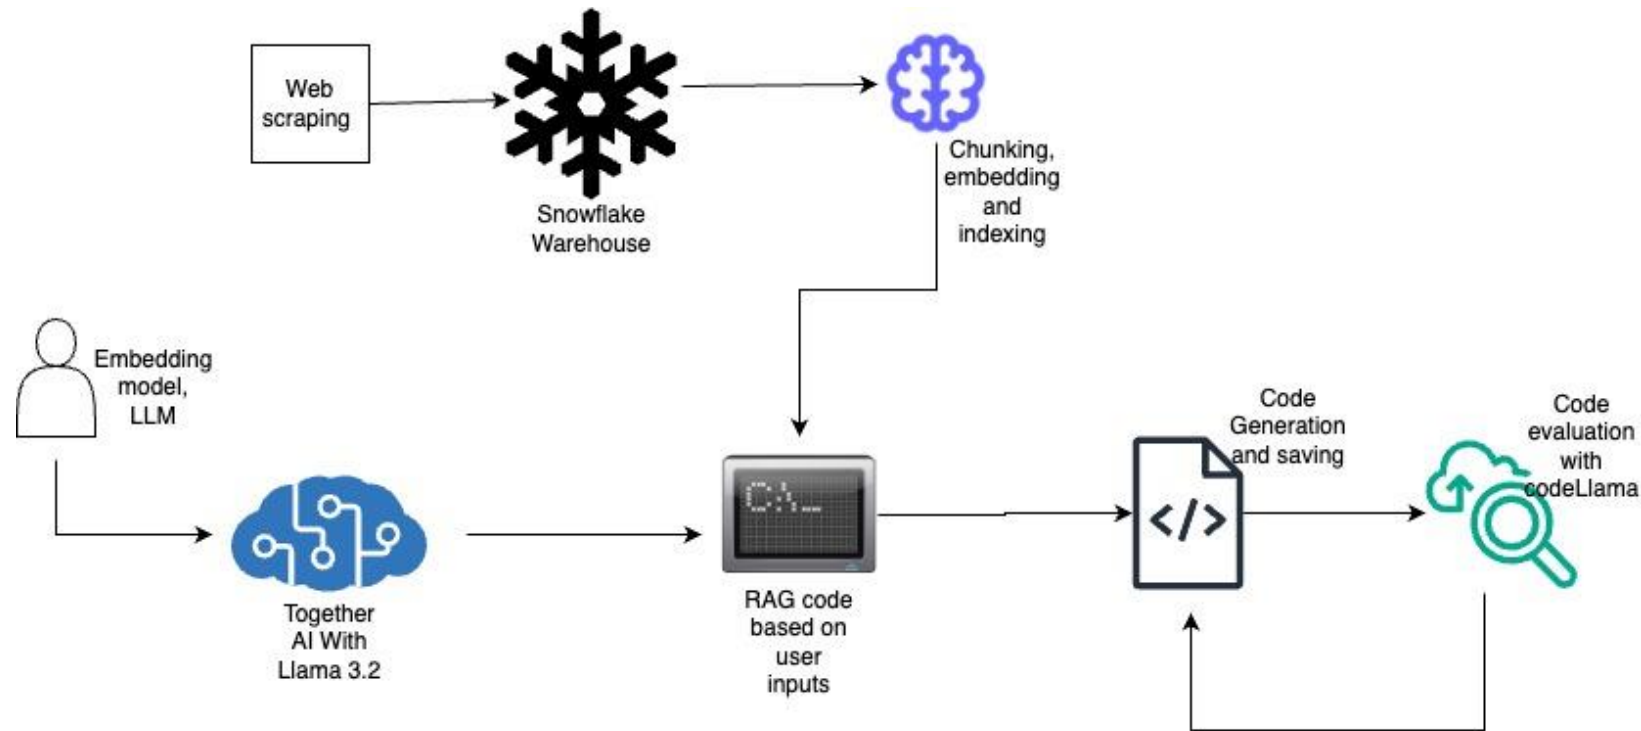 Web
scraping
Snowflake
Warehouse
Chunking,
embedding
and
indexing
Embedding
model,
LLM
Together
AI With
Llama 3.2
C:\_
RAG code
based on
user
inputs
Code
Generation
and saving
</>
Code
evaluation
with
codeLlama